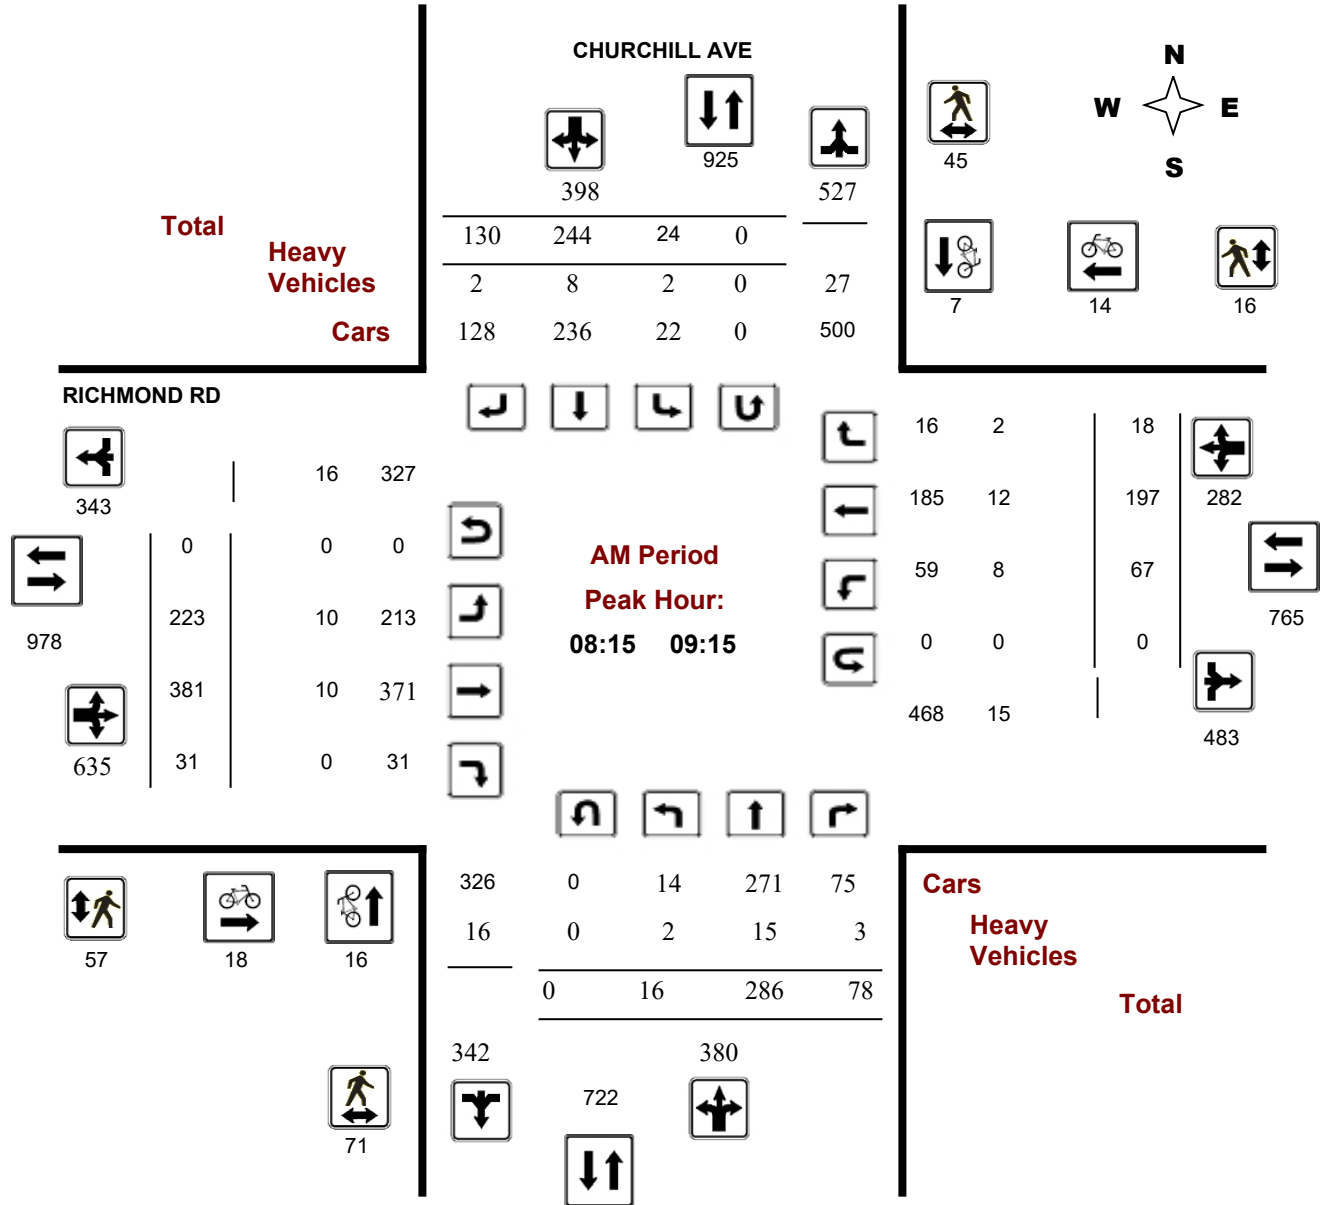 CHURCHILL AVE
N
W E
S
398
925
527
45
Total
130 244 24 0
Heavy
Vehicles
2 8 2 0 27
Cars
128 236 22 0 500
7 14 16
RICHMOND RD
343
16 327
16 2 18
282
185 12 197
0 0 0
978
223 10 213
AM Period
Peak Hour:
08:15 09:15
59 8 67
765
0 0 0
381 10 371
468 15
483
635
31 0 31
326 0 14 271 75
Cars
16 0 2 15 3
Heavy
Vehicles
57 18 16
0 16 286 78
Total
342
380
722
71